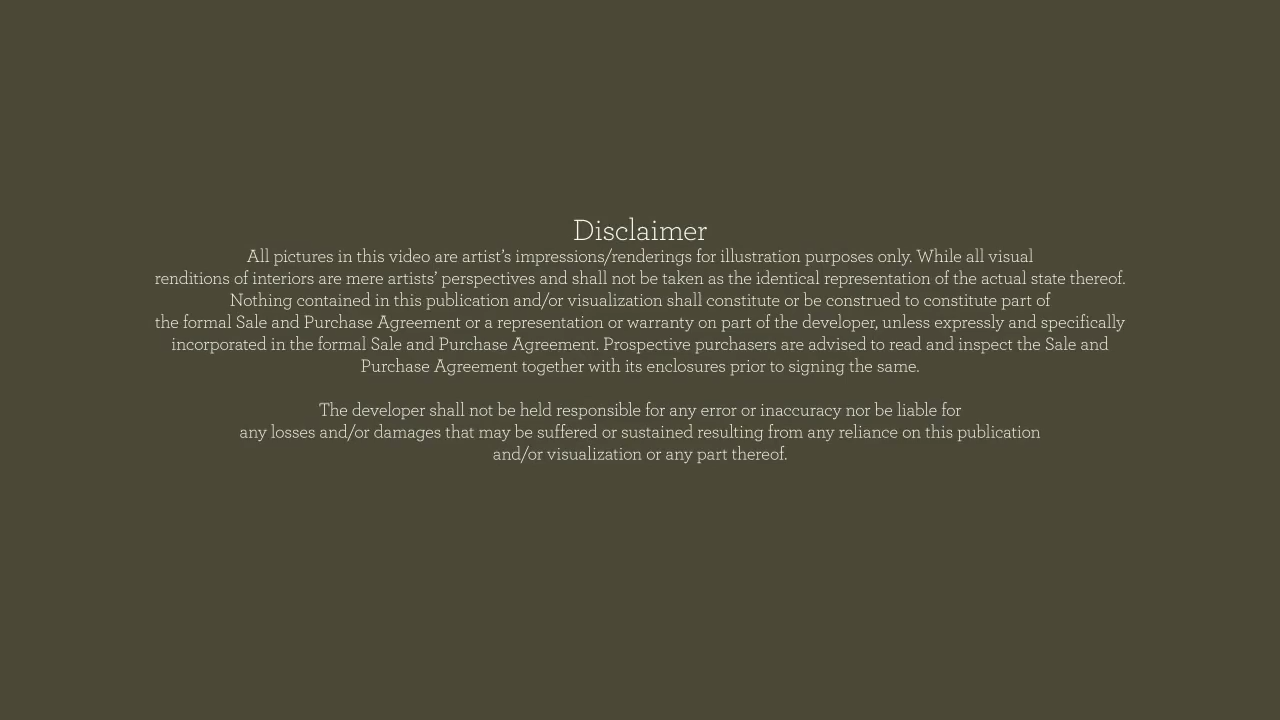 Disclaimer
All pictures in this video are artist’s impressions/renderings for illustration purposes only. While all visual
renditions of interiors are mere artists’ perspectives and shall not be taken as the identical representation of the actual state thereof.
Nothing contained in this publication and/or visualization shall constitute or be construed to constitute part of
the formal Sale and Purchase Agreement or a representation or warranty on part of the developer, unless expressly and specifically
incorporated in the formal Sale and Purchase Agreement. Prospective purchasers are advised to read and inspect the Sale and
Purchase Agreement together with its enclosures prior to signing the same.
The developer shall not be held responsible for any error or inaccuracy nor be liable for
any losses and/or damages that may be suffered or sustained resulting from any reliance on this publication
and/or visualization or any part thereof.